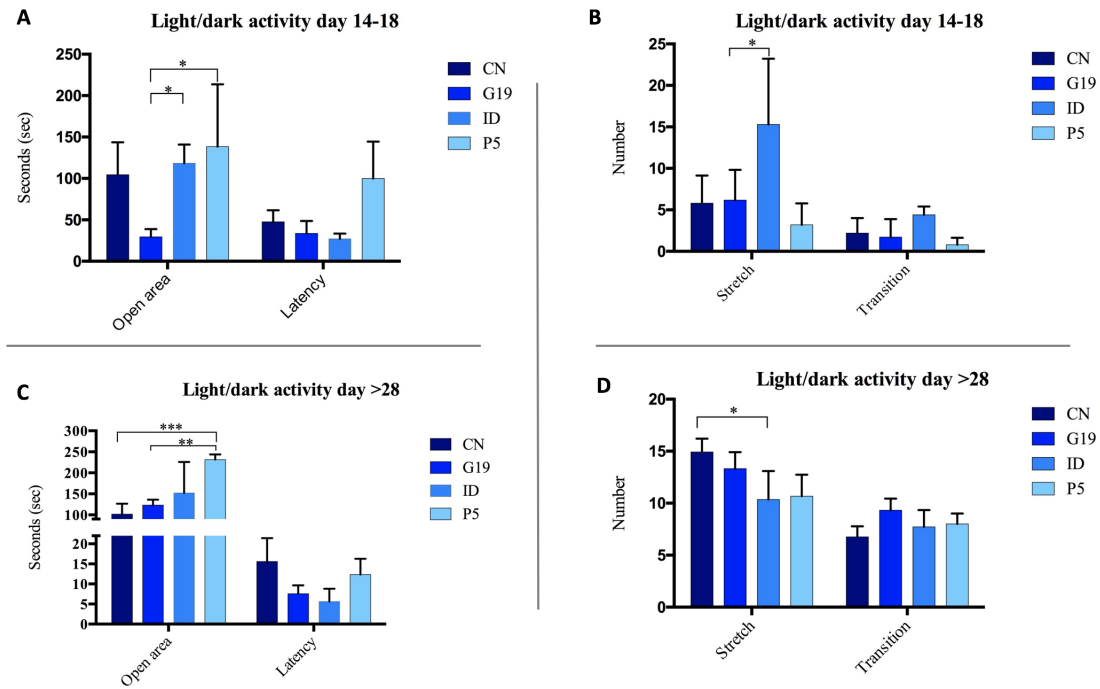 A
Light/dark activity day 14-18
Seconds (sec)
250
200
150
100
50
0
*
*
CN
G19
ID
P5
Open area
Latency
B
Light/dark activity day 14-18
Number
25
20
15
10
5
0
*
CN
G19
ID
P5
Stretch
Transition
C
Light/dark activity day >28
Seconds (sec)
300
250
200
150
100
20
15
10
5
0
***
**
CN
G19
ID
P5
Open area
Latency
D
Light/dark activity day >28
Number
20
15
10
5
0
*
CN
G19
ID
P5
Stretch
Transition